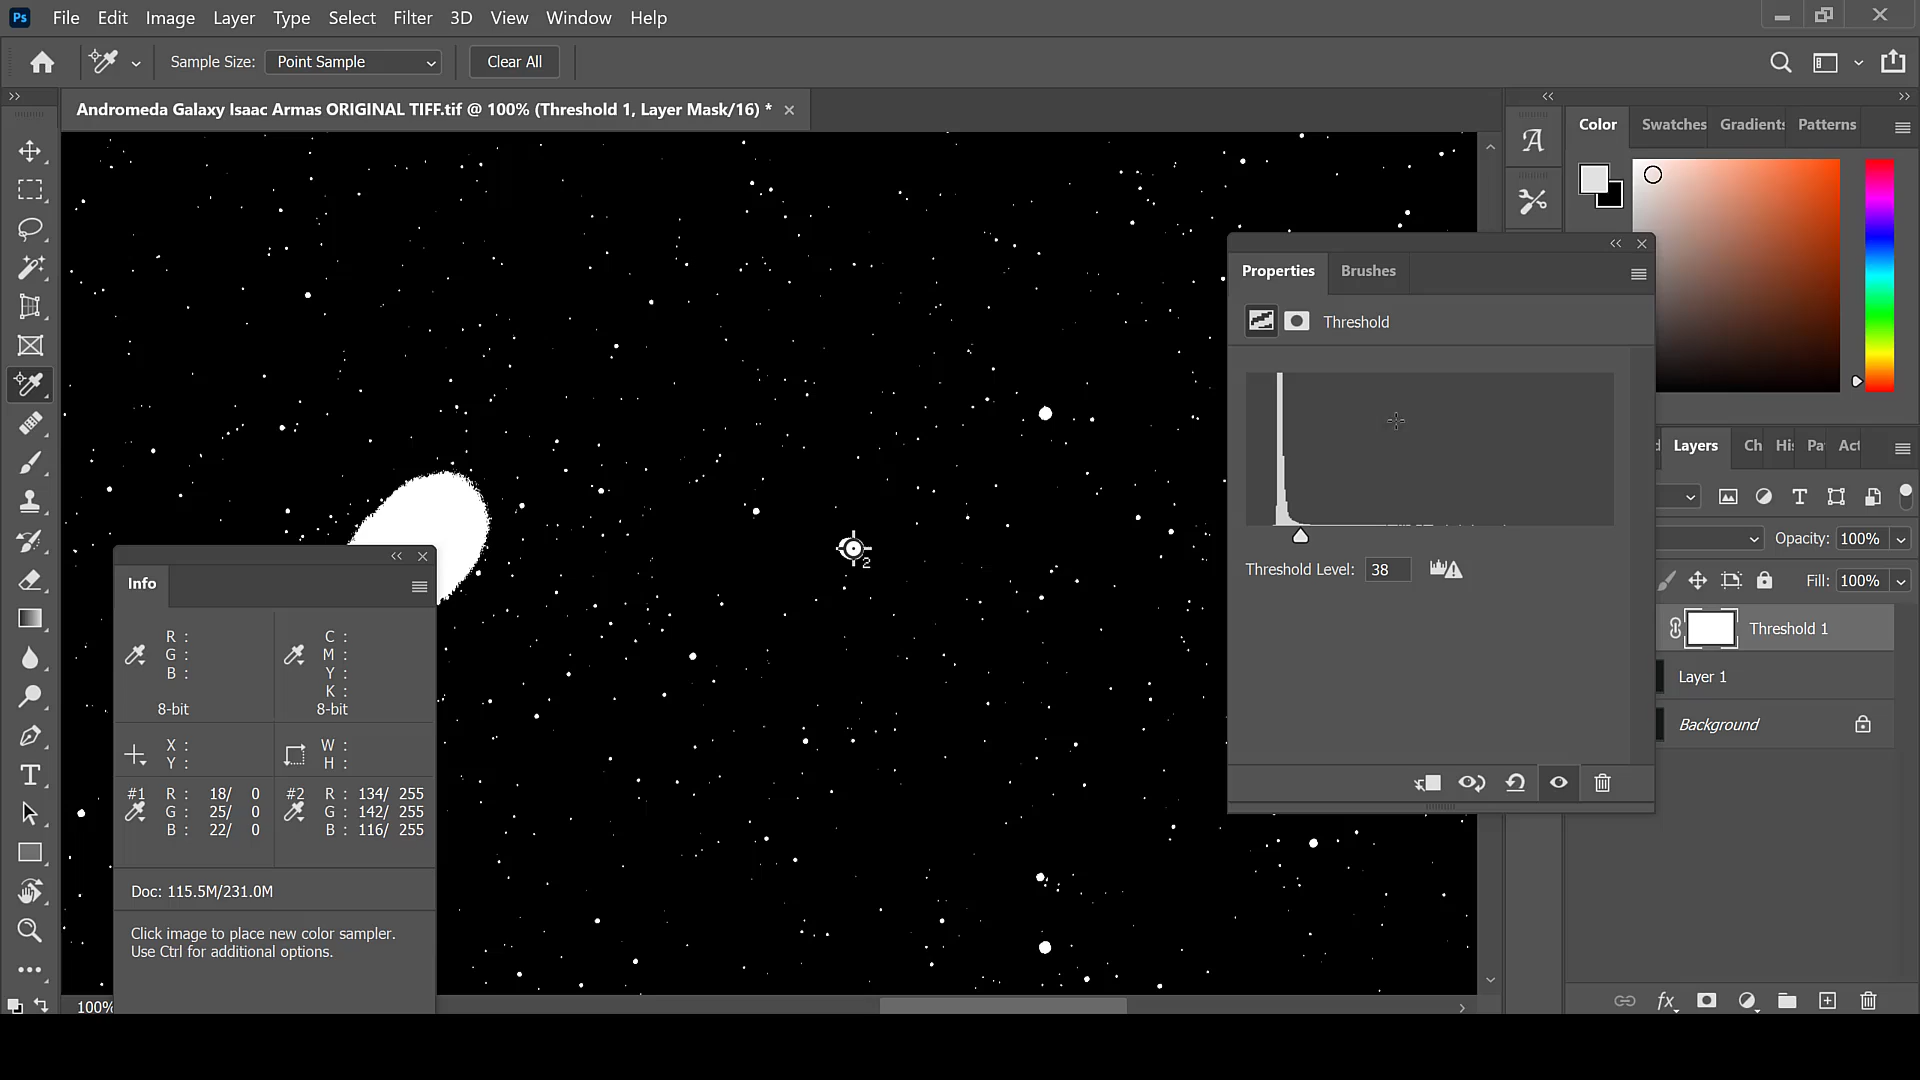 Ps File Edit Image Layer Type Select Filter 3D View Window Help
Sample Size: Point Sample Clear All
Andromeda Galaxy Isaac Armas ORIGINAL TIFF.tif @ 100% (Threshold 1, Layer Mask/16) *
Color Swatches Gradients Patterns
Properties Brushes
Threshold
Threshold Level: 38
2
Layers Ch His Pa Act
Opacity: 100%
Fill: 100%
Threshold 1
Layer 1
Background
Info
R :
G :
B :
8-bit
C :
M :
Y :
K :
8-bit
X :
Y :
W :
H :
#1 R : 18/ 0
G : 25/ 0
B : 22/ 0
#2 R : 134/ 255
G : 142/ 255
B : 116/ 255
Doc: 115.5M/231.0M
Click image to place new color sampler.
Use Ctrl for additional options.
100%
fx